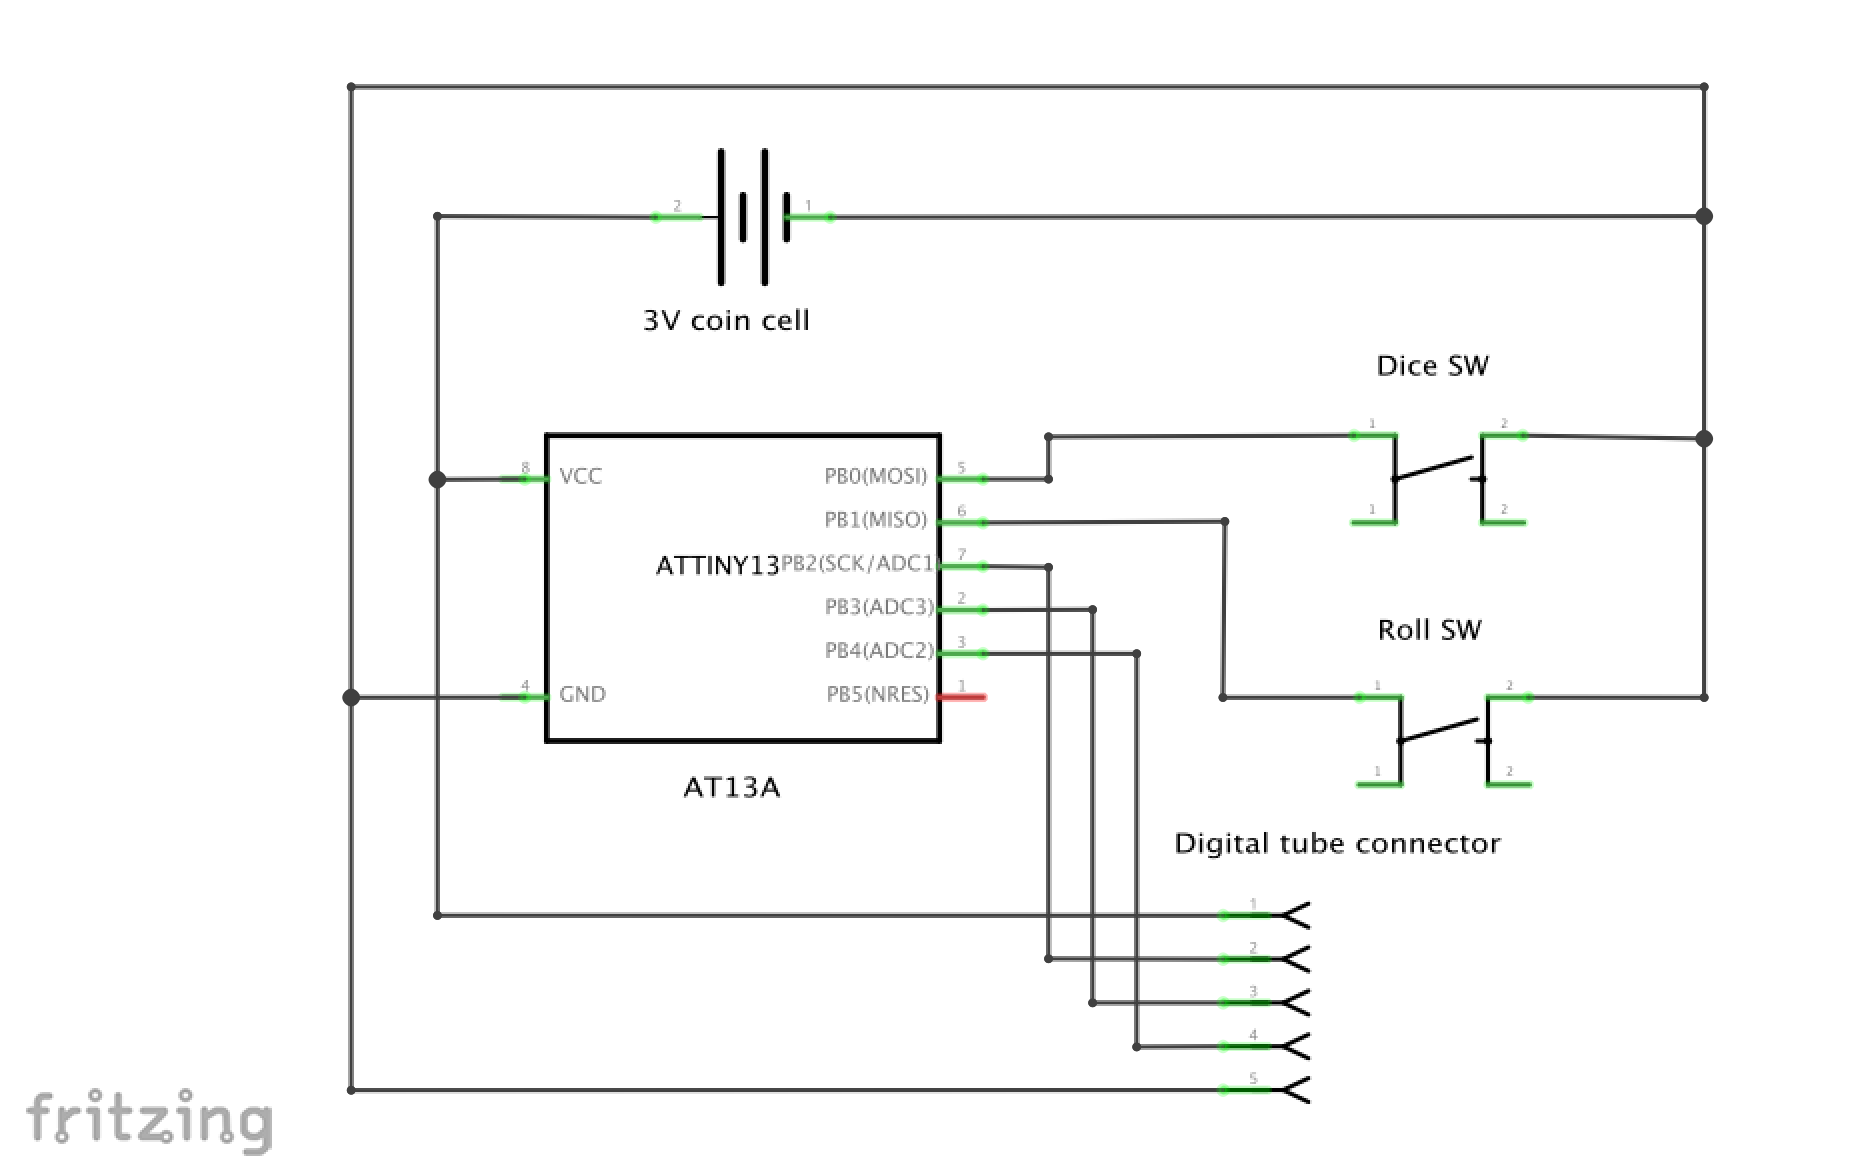 2 1
3V coin cell
Dice SW
1 2
8 VCC PB0(MOSI) 5
1 2
PB1(MISO) 6
ATTINY13 PB2(SCK/ADC1 7
PB3(ADC3) 2
Roll SW
PB4(ADC2) 3
4 GND PB5(NRES) 1
1 2
AT13A
1 2
Digital tube connector
1
2
3
4
5
fritzing